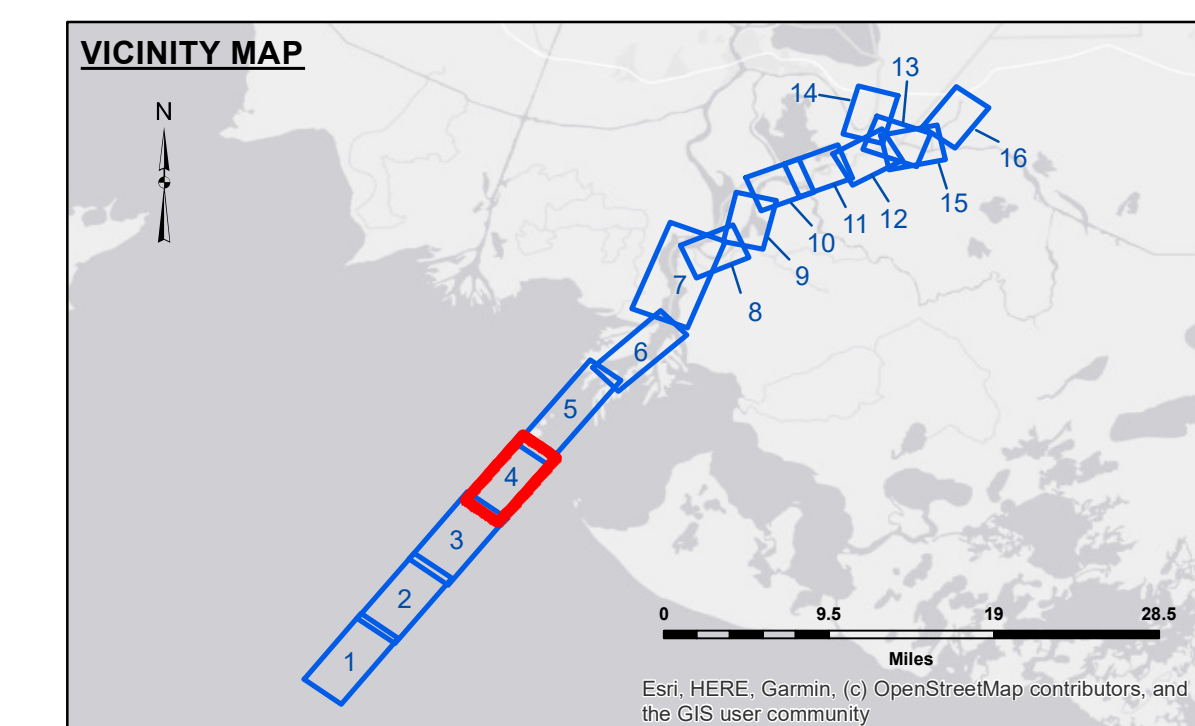 VICINITY MAP
N
13
14
16
15
12
11
10
9
8
7
6
5
4
3
2
1
0 9.5 19 28.5
Miles
Esri, HERE, Garmin, (c) OpenStreetMap contributors, and
the GIS user community